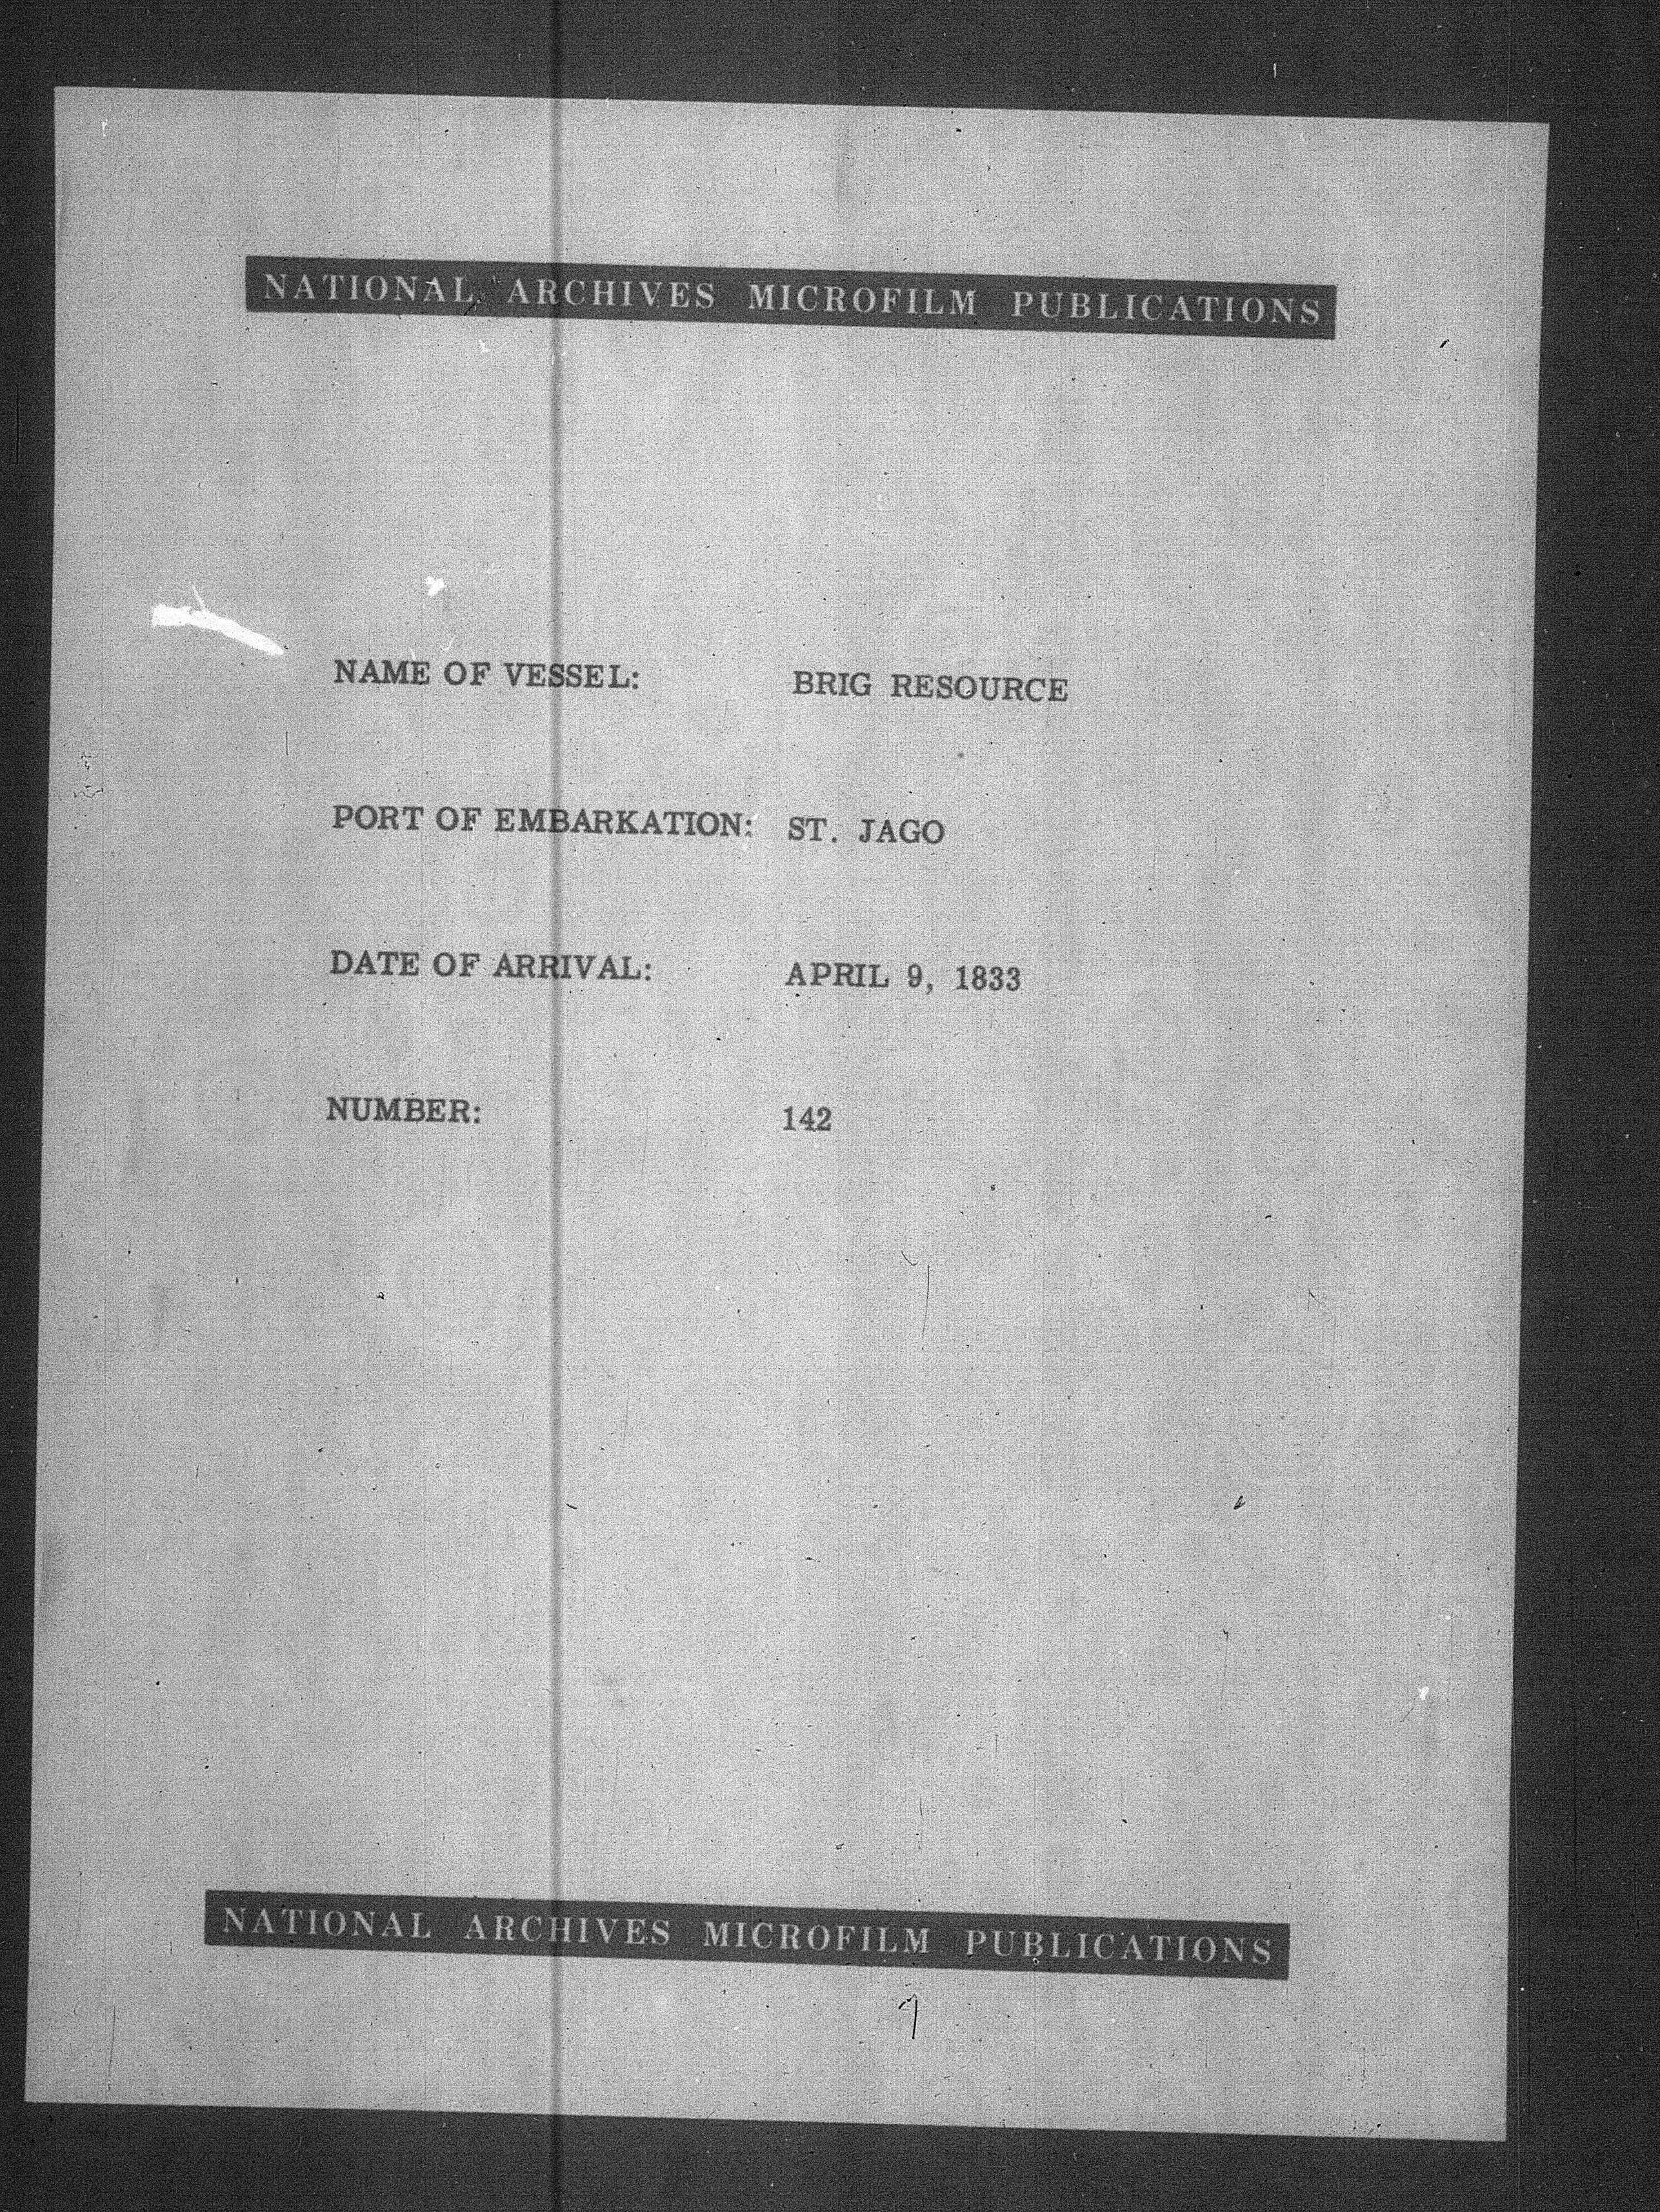 NATIONAL ARCHIVES MICROFILM PUBLICATIONS
NAME OF VESSEL: BRIG RESOURCE
PORT OF EMBARKATION: ST. JAGO
DATE OF ARRIVAL: APRIL 9, 1833
NUMBER: 142
NATIONAL ARCHIVES MICROFILM PUBLICATIONS